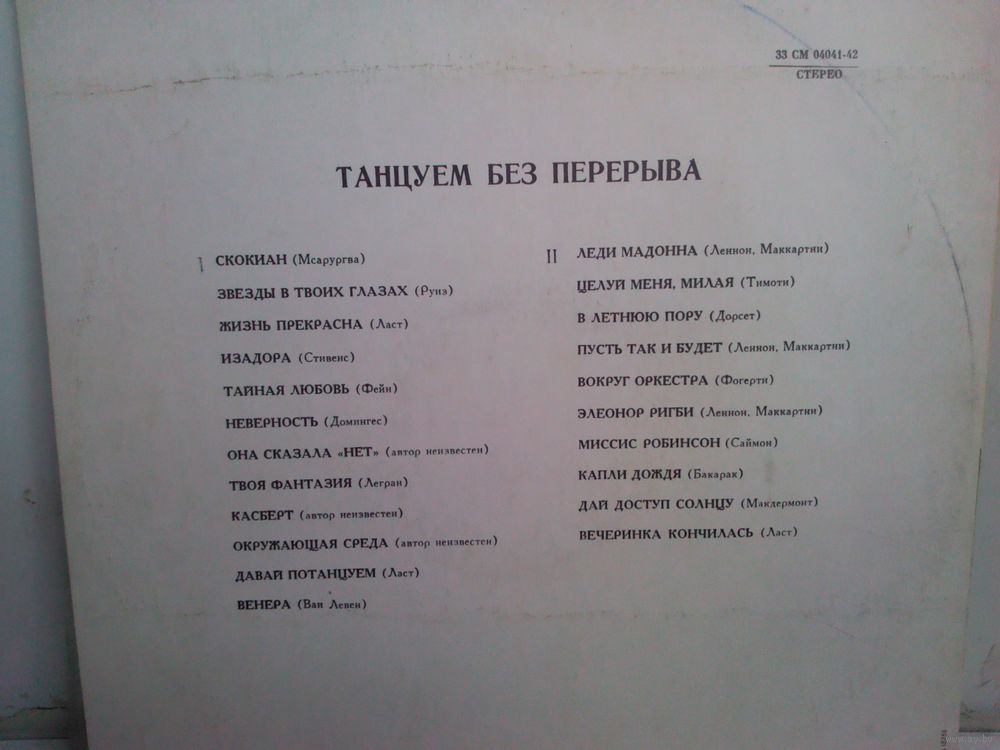 33 СМ 04041-42
СТЕРЕО
ТАНЦУЕМ БЕЗ ПЕРЕРЫВА
I СКОКИАН (Мсарургва)
ЗВЕЗДЫ В ТВОИХ ГЛАЗАХ (Руиз)
ЖИЗНЬ ПРЕКРАСНА (Ласт)
ИЗАДОРА (Стивенс)
ТАЙНАЯ ЛЮБОВЬ (Фейн)
НЕВЕРНОСТЬ (Домингес)
ОНА СКАЗАЛА «НЕТ» (автор неизвестен)
ТВОЯ ФАНТАЗИЯ (Легран)
КАСБЕРТ (автор неизвестен)
ОКРУЖАЮЩАЯ СРЕДА (автор неизвестен)
ДАВАЙ ПОТАНЦУЕМ (Ласт)
ВЕНЕРА (Ван Левен)
II ЛЕДИ МАДОННА (Леннон, Маккартни)
ЦЕЛУЙ МЕНЯ, МИЛАЯ (Тимоти)
В ЛЕТНЮЮ ПОРУ (Дорсет)
ПУСТЬ ТАК И БУДЕТ (Леннон, Маккартни)
ВОКРУГ ОРКЕСТРА (Фогерти)
ЭЛЕОНОР РИГБИ (Леннон, Маккартни)
МИССИС РОБИНСОН (Саймон)
КАПЛИ ДОЖДЯ (Бакарак)
ДАЙ ДОСТУП СОЛНЦУ (Макдермонт)
ВЕЧЕРИНКА КОНЧИЛАСЬ (Ласт)